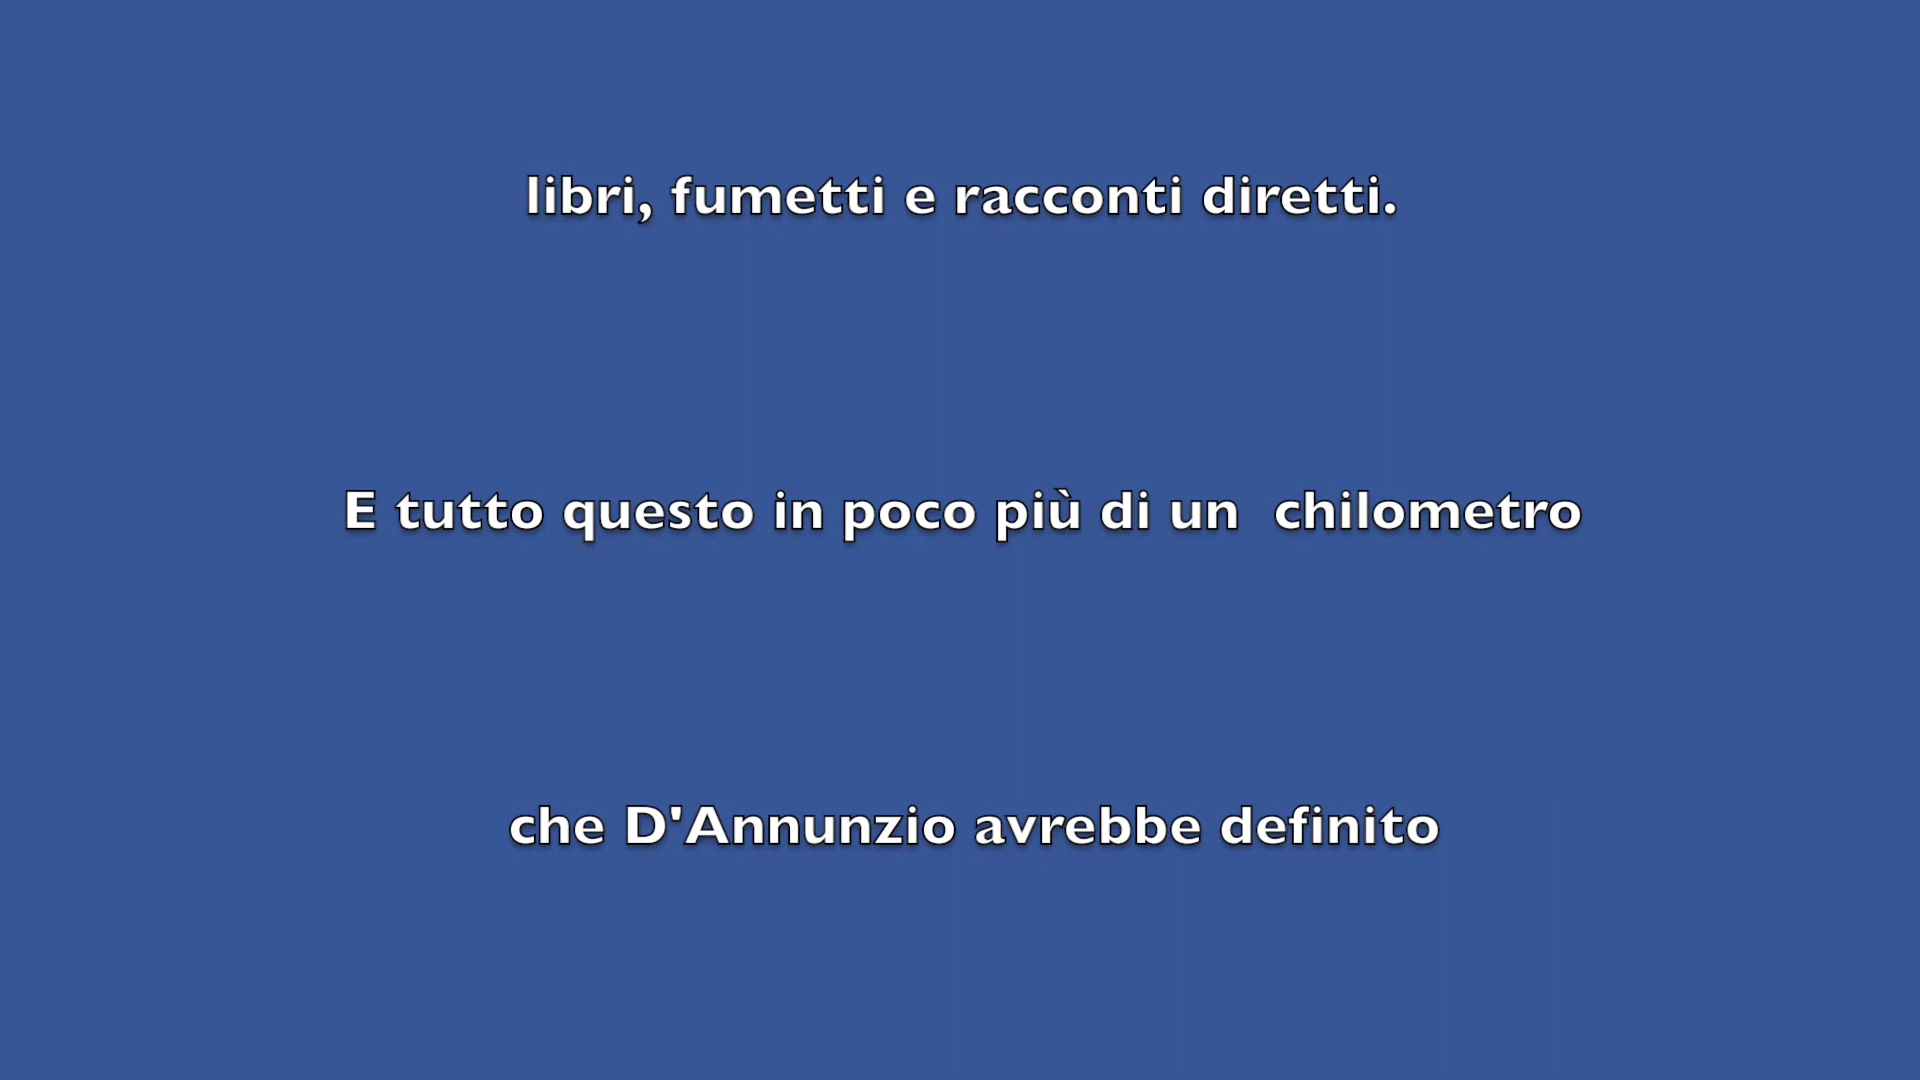 libri, fumetti e racconti diretti.
E tutto questo in poco più di un  chilometro
che D'Annunzio avrebbe definito